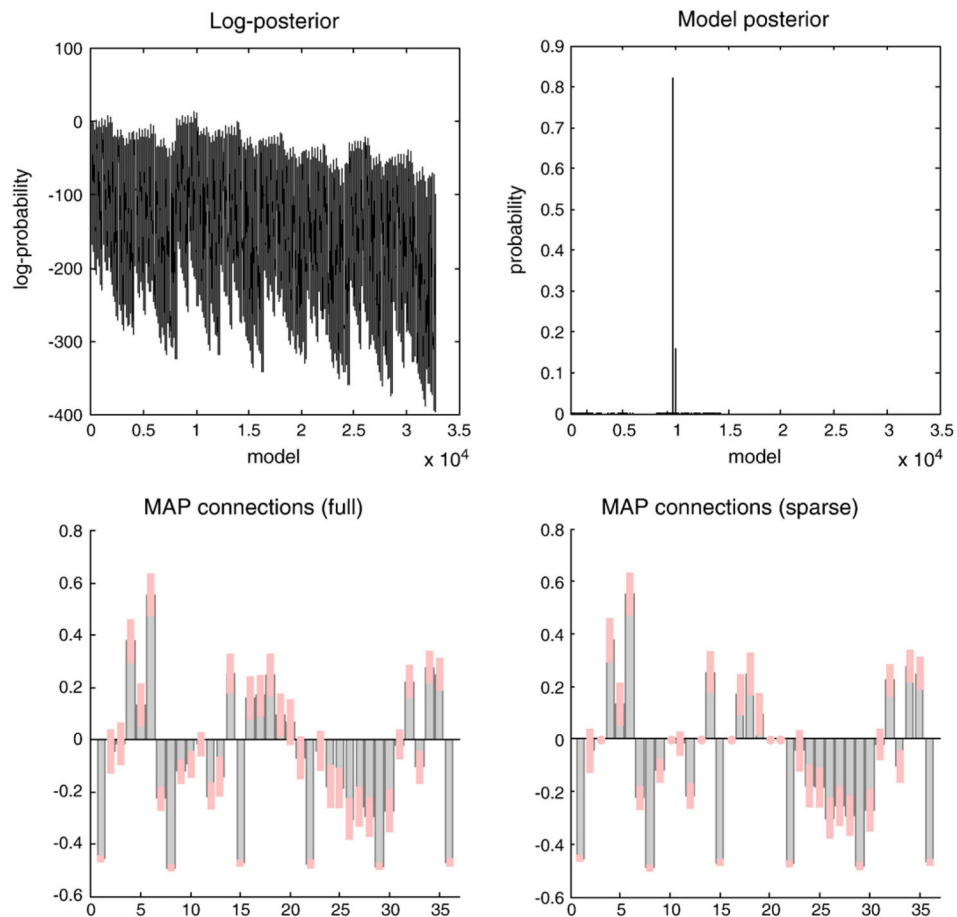 Log-posterior
100
0
-100
-200
-300
-400
log-probability
0 0.5 1 1.5 2 2.5 3 3.5
model
x 10⁴
Model posterior
0.9
0.8
0.7
0.6
0.5
0.4
0.3
0.2
0.1
0
probability
0 0.5 1 1.5 2 2.5 3 3.5
model
x 10⁴
MAP connections (full)
0.8
0.6
0.4
0.2
0
-0.2
-0.4
-0.6
0 5 10 15 20 25 30 35
MAP connections (sparse)
0.8
0.6
0.4
0.2
0
-0.2
-0.4
-0.6
0 5 10 15 20 25 30 35